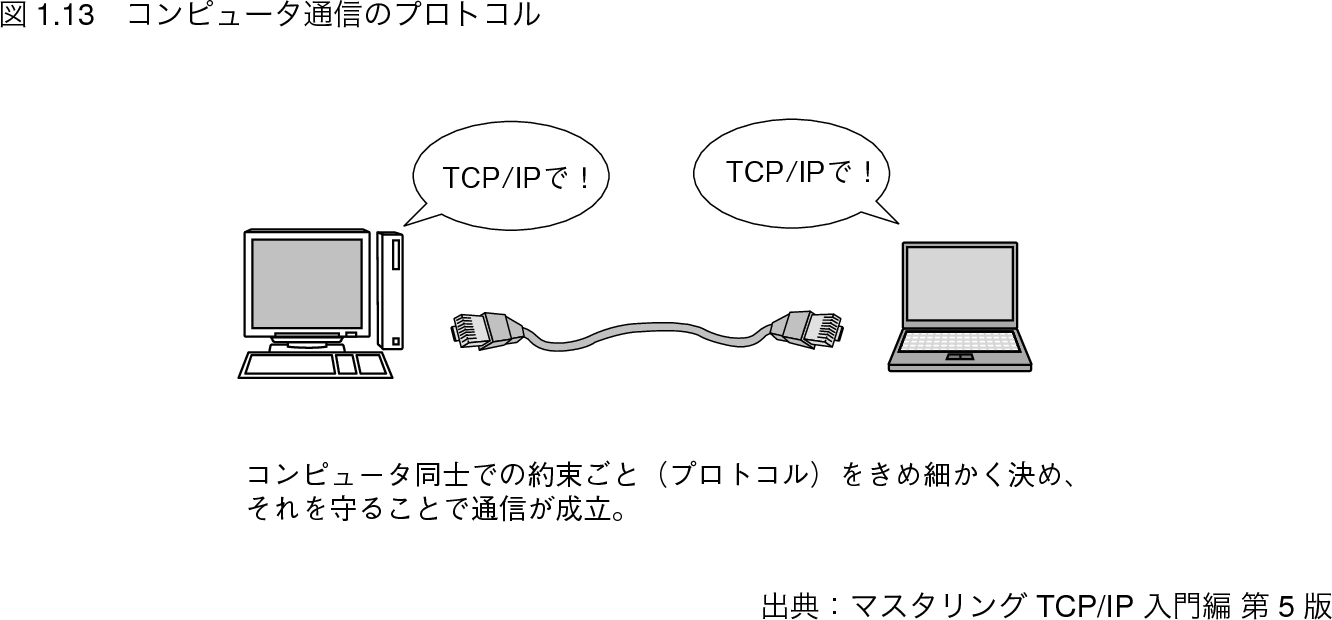 図 1.13　コンピュータ通信のプロトコル
TCP/IPで！
TCP/IPで！
コンピュータ同士での約束ごと（プロトコル）をきめ細かく決め、
それを守ることで通信が成立。
出典：マスタリング TCP/IP 入門編 第 5 版